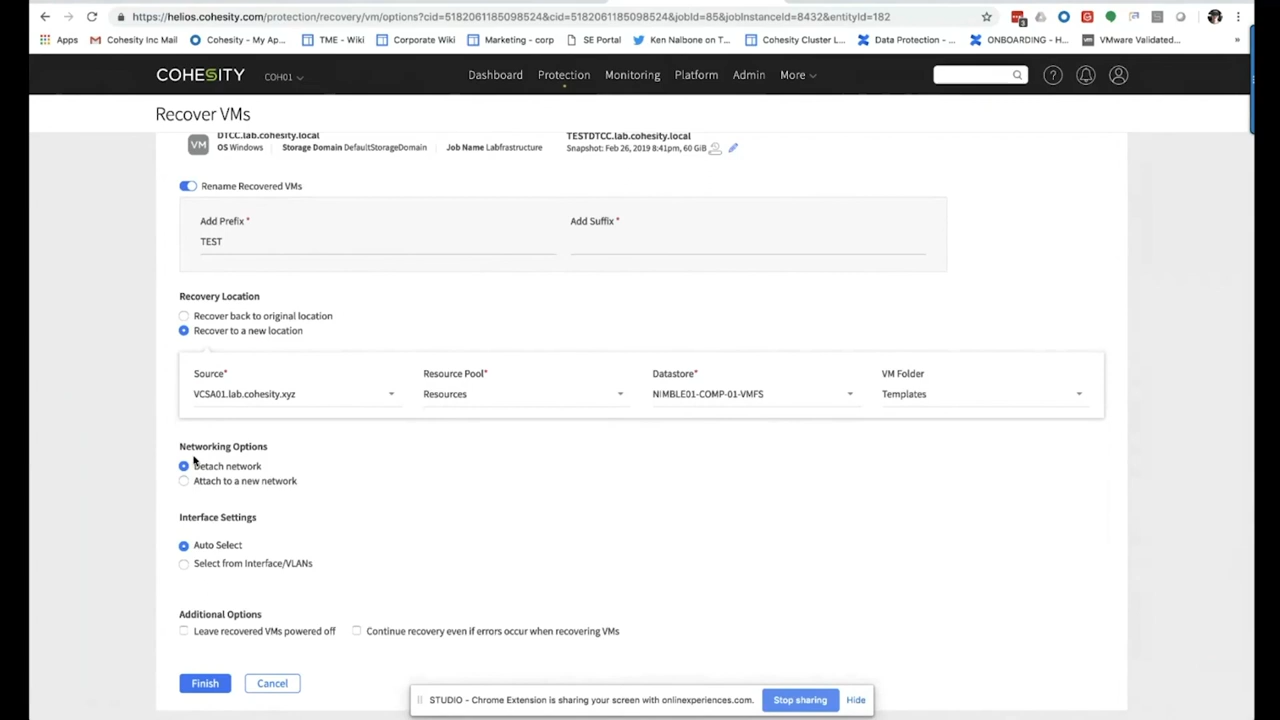 https://helios.cohesity.com/protection/recovery/vm/options?cid=5182061185098524&cid=5182061185098524&jobId=85&jobInstanceId=8432&entityId=182
Apps Cohesity Inc Mail Cohesity - My Ap... TME - Wiki Corporate Wiki Marketing - corp SE Portal Ken Nalbone on T... Cohesity Cluster L... Data Protection -... ONBOARDING - H... VMware Validated... »
COHESITY COH01 Dashboard Protection Monitoring Platform Admin More
Recover VMs
DTCC.lab.cohesity.local TESTDTCC.lab.cohesity.local
VM OS Windows Storage Domain DefaultStorageDomain Job Name Labfrastructure Snapshot: Feb 26, 2019 8:41pm, 60 GiB
Rename Recovered VMs
Add Prefix * Add Suffix *
TEST
Recovery Location
Recover back to original location
Recover to a new location
Source* Resource Pool* Datastore* VM Folder
VCSA01.lab.cohesity.xyz Resources NIMBLE01-COMP-01-VMFS Templates
Networking Options
Detach network
Attach to a new network
Interface Settings
Auto Select
Select from Interface/VLANs
Additional Options
Leave recovered VMs powered off Continue recovery even if errors occur when recovering VMs
Finish Cancel
STUDIO - Chrome Extension is sharing your screen with onlinexperiences.com. Stop sharing Hide